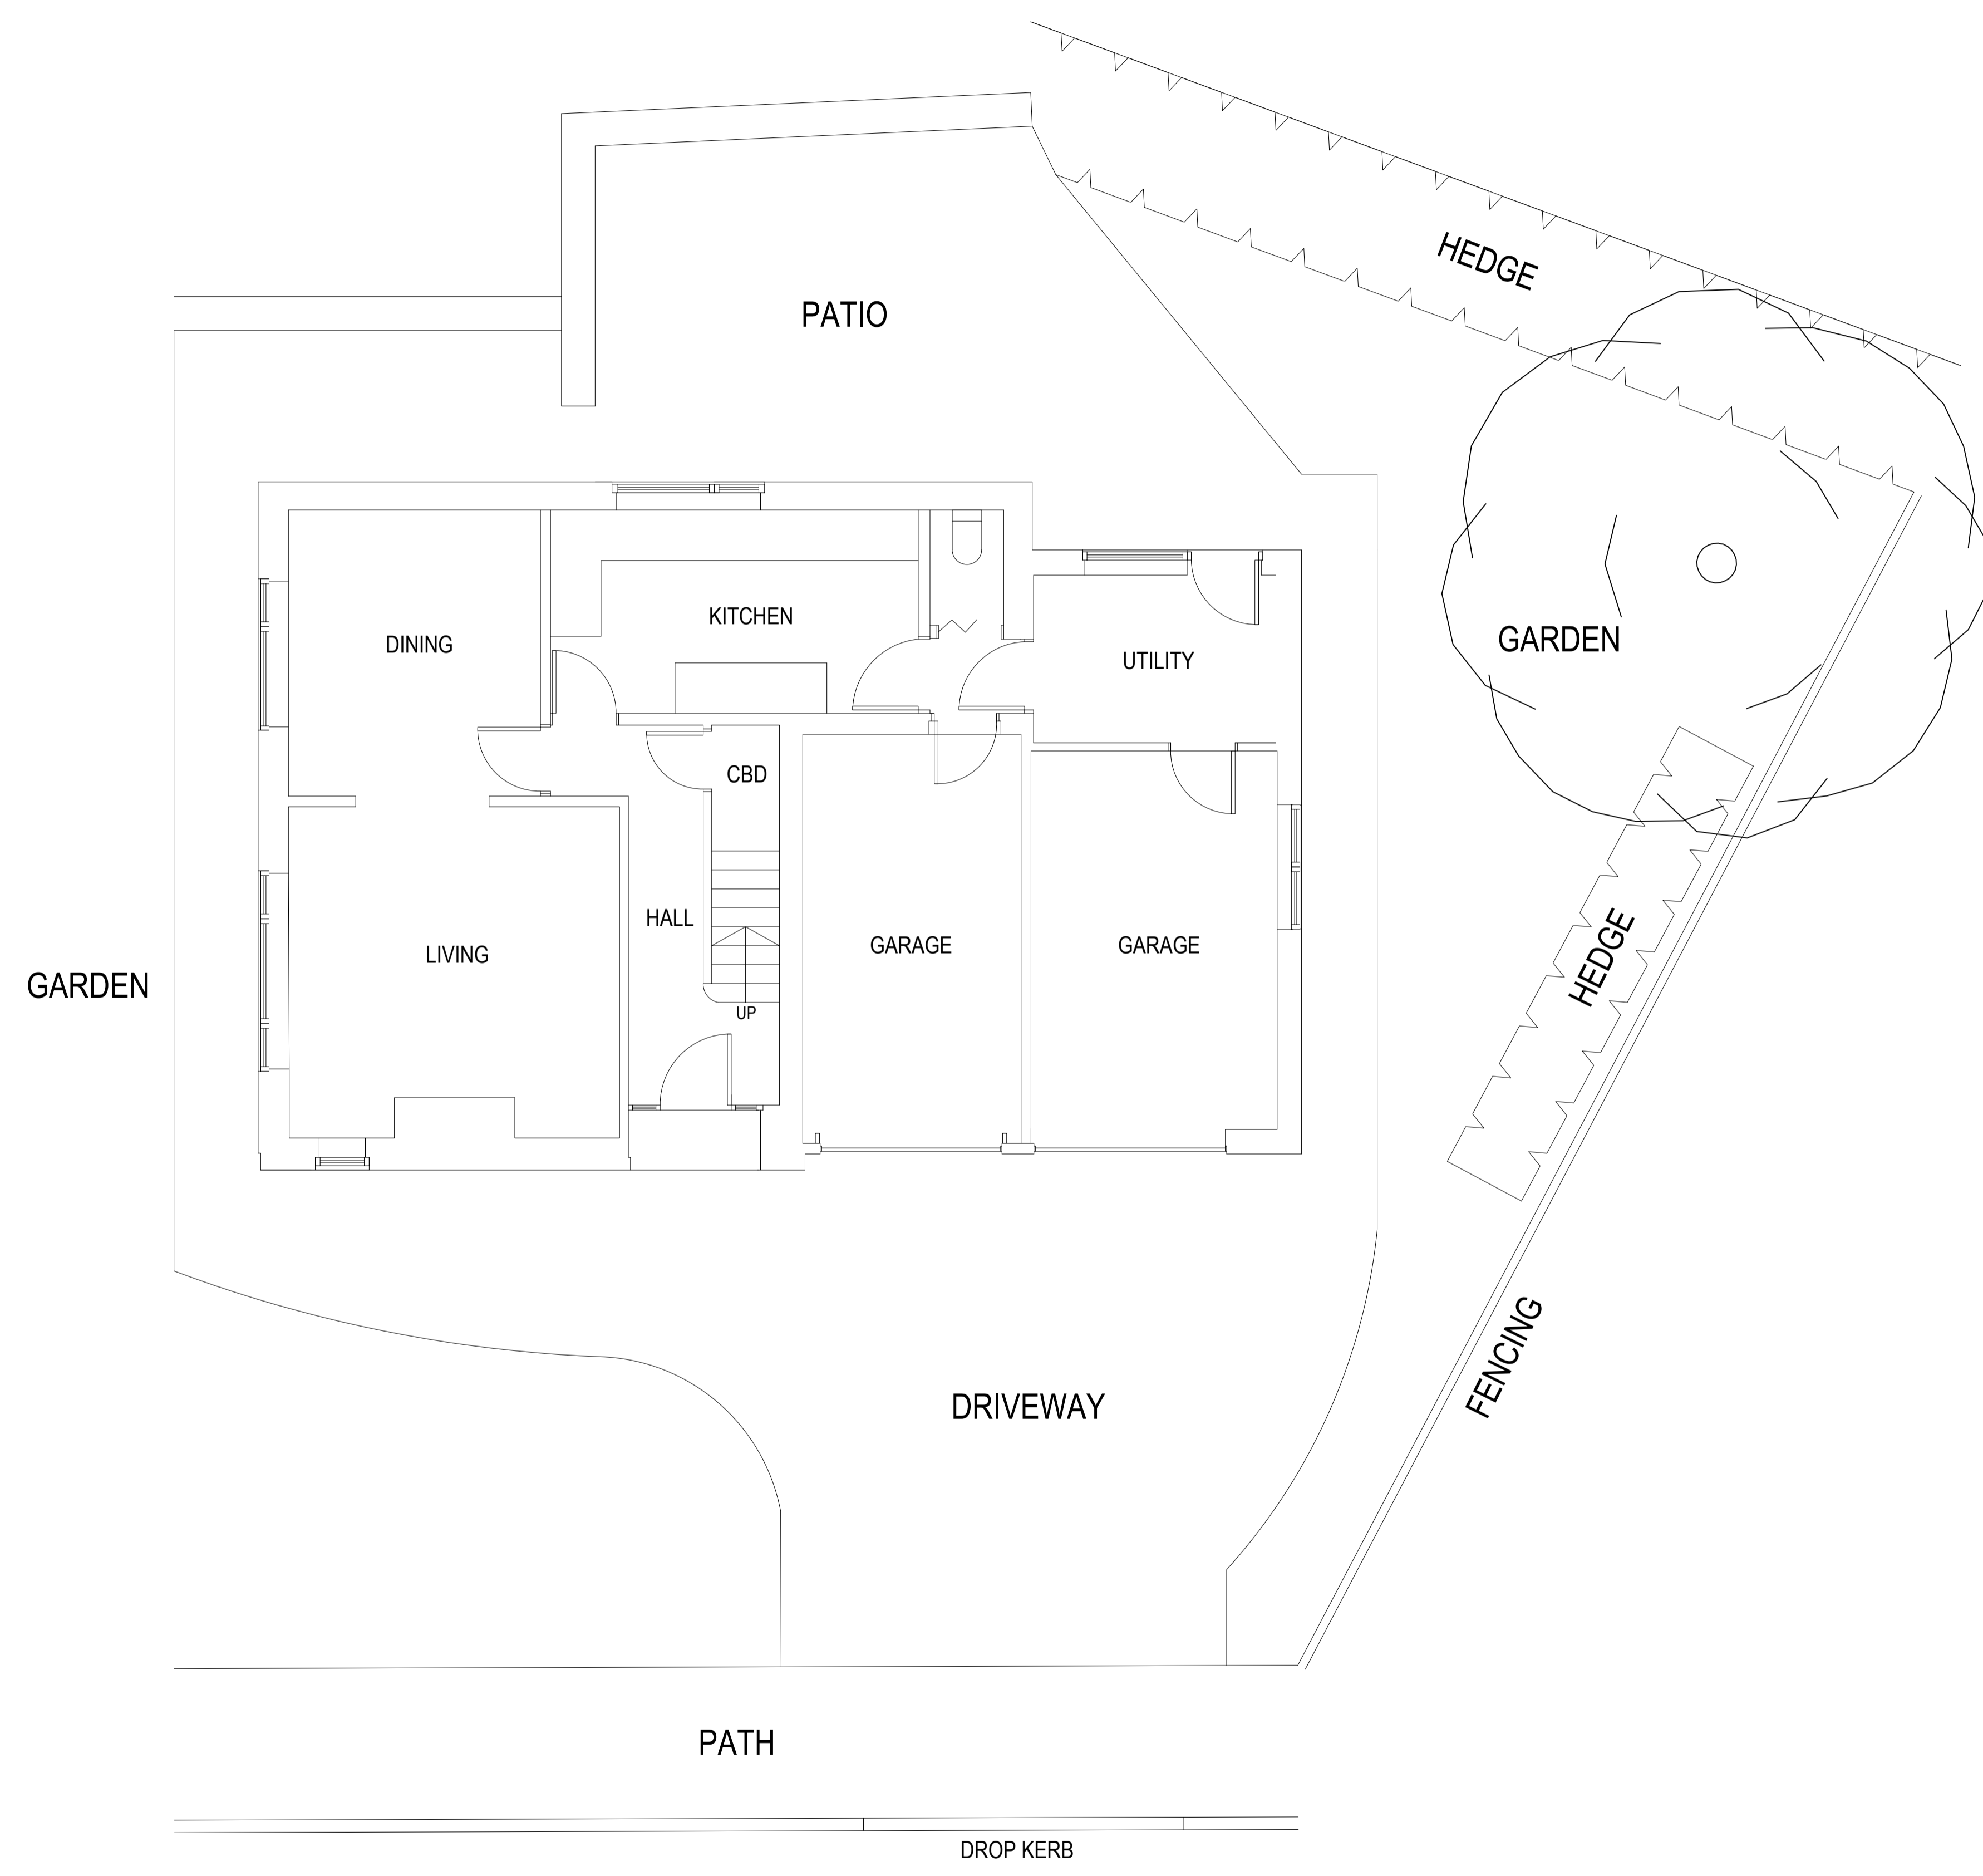 HEDGE
PATIO
KITCHEN
DINING
UTILITY
GARDEN
CBD
HALL
LIVING
GARAGE
GARAGE
HEDGE
GARDEN
UP
FENCING
DRIVEWAY
PATH
DROP KERB